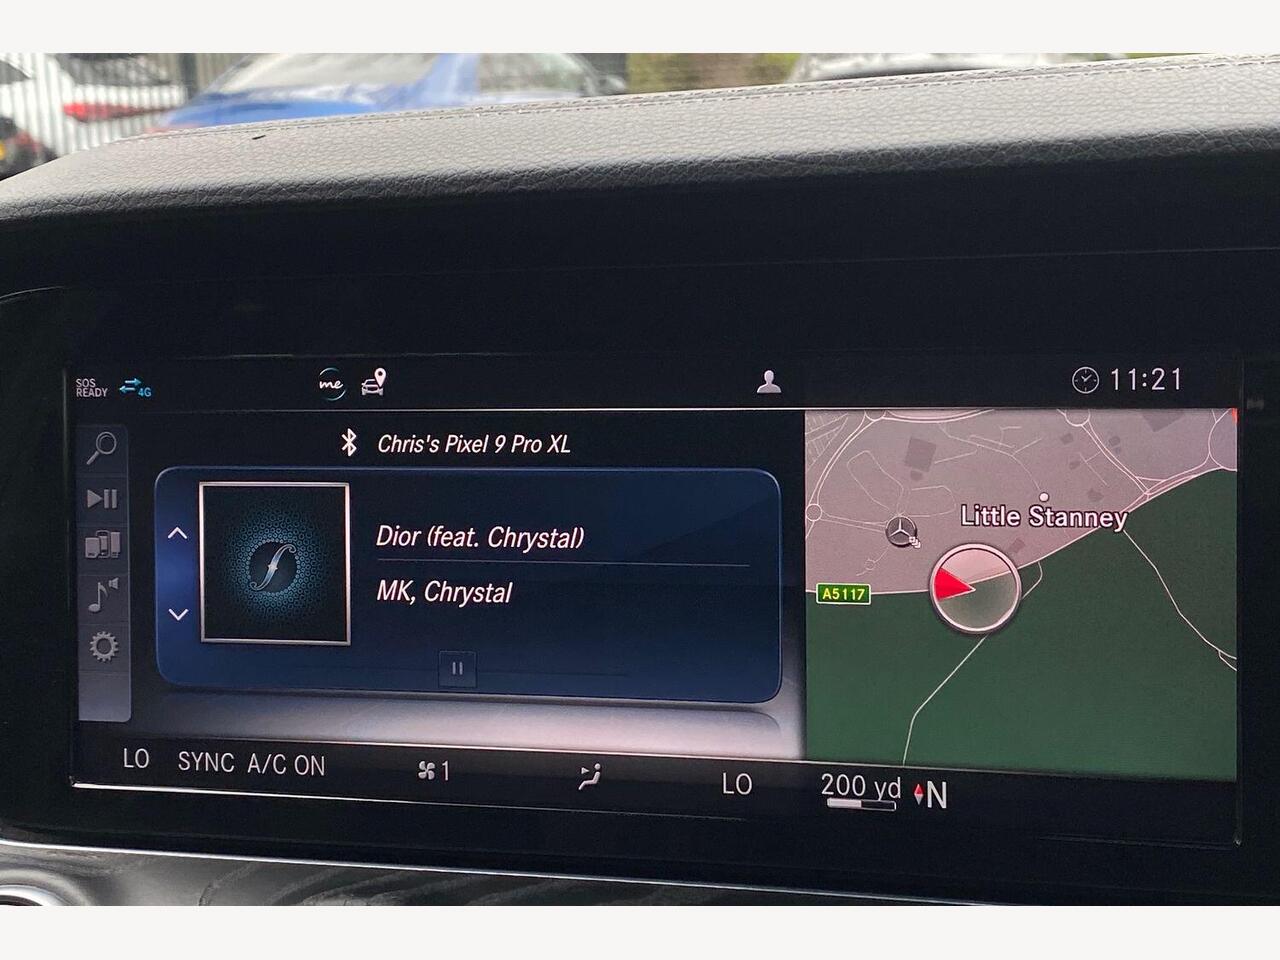 SOS
READY
4G
me
11:21
Chris's Pixel 9 Pro XL
Dior (feat. Chrystal)
MK, Chrystal
Little Stanney
A5117
LO
SYNC A/C ON
1
LO
200 yd
N